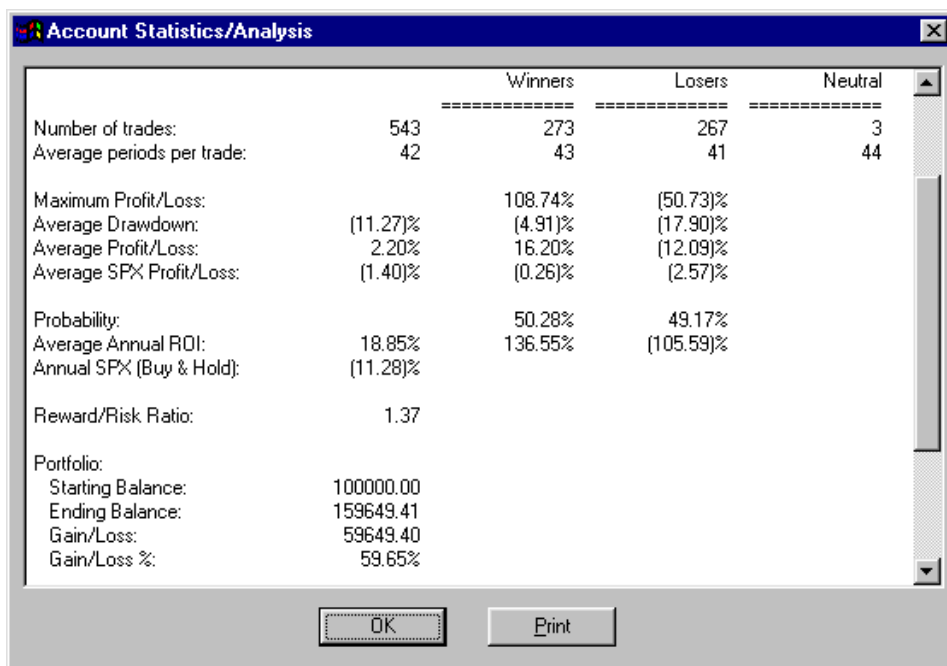 Account Statistics/Analysis
Winners Losers Neutral
============= ============= =============
Number of trades: 543 273 267 3
Average periods per trade: 42 43 41 44
Maximum Profit/Loss: 108.74% (50.73)%
Average Drawdown: (11.27)% (4.91)% (17.90)%
Average Profit/Loss: 2.20% 16.20% (12.09)%
Average SPX Profit/Loss: (1.40)% (0.26)% (2.57)%
Probability: 50.28% 49.17%
Average Annual ROI: 18.85% 136.55% (105.59)%
Annual SPX (Buy & Hold): (11.28)%
Reward/Risk Ratio: 1.37
Portfolio:
Starting Balance: 100000.00
Ending Balance: 159649.41
Gain/Loss: 59649.40
Gain/Loss %: 59.65%
OK Print